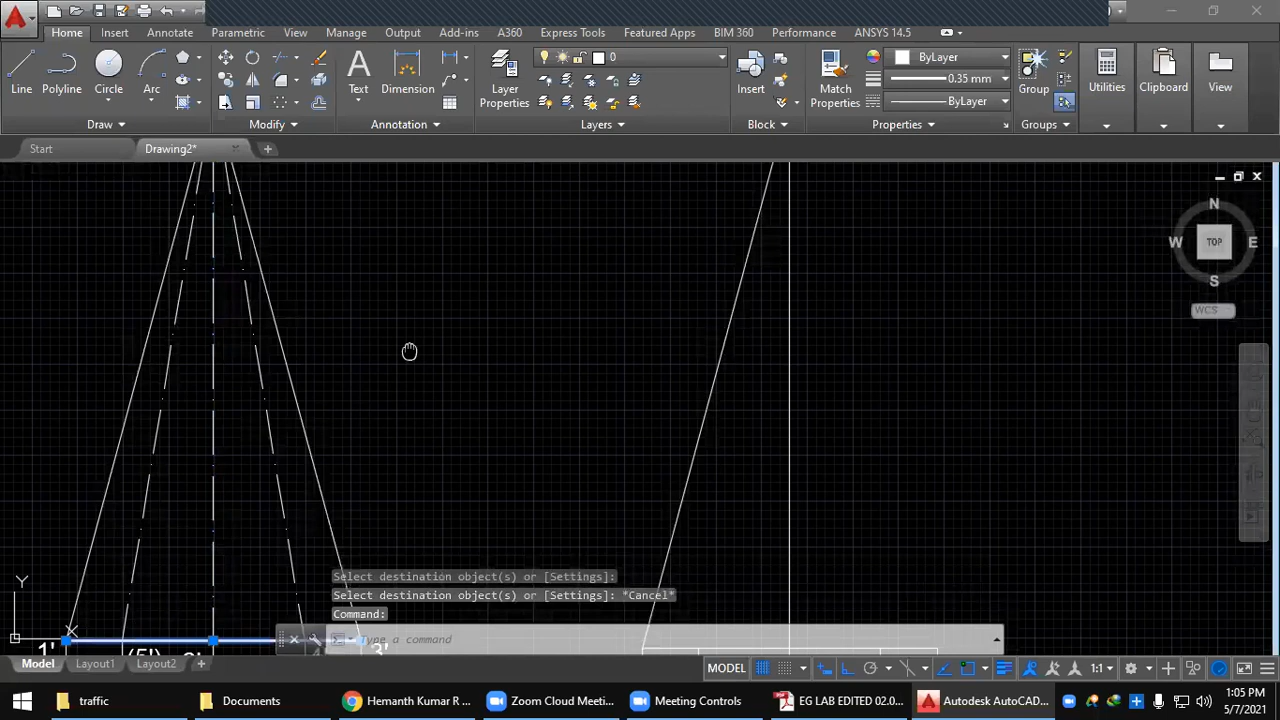 Home Insert Annotate Parametric View Manage Output Add-ins A360 Express Tools Featured Apps BIM 360 Performance ANSYS 14.5
0 ByLayer
0.35 mm
ByLayer
Line Polyline Circle Arc Text Dimension Layer Properties Insert Match Properties Group Utilities Clipboard View
Draw Modify Annotation Layers Block Properties Groups
Start Drawing2* +
N
W TOP E
S
WCS
Y
X
Select destination object(s) or [Settings]:
Select destination object(s) or [Settings]: *Cancel*
Command:
Type a command
1' (5') 3'
Model Layout1 Layout2 +
MODEL 1:1
traffic Documents Hemanth Kumar R ... Zoom Cloud Meeti... Meeting Controls EG LAB EDITED 02.0... Autodesk AutoCAD...
1:05 PM
5/7/2021